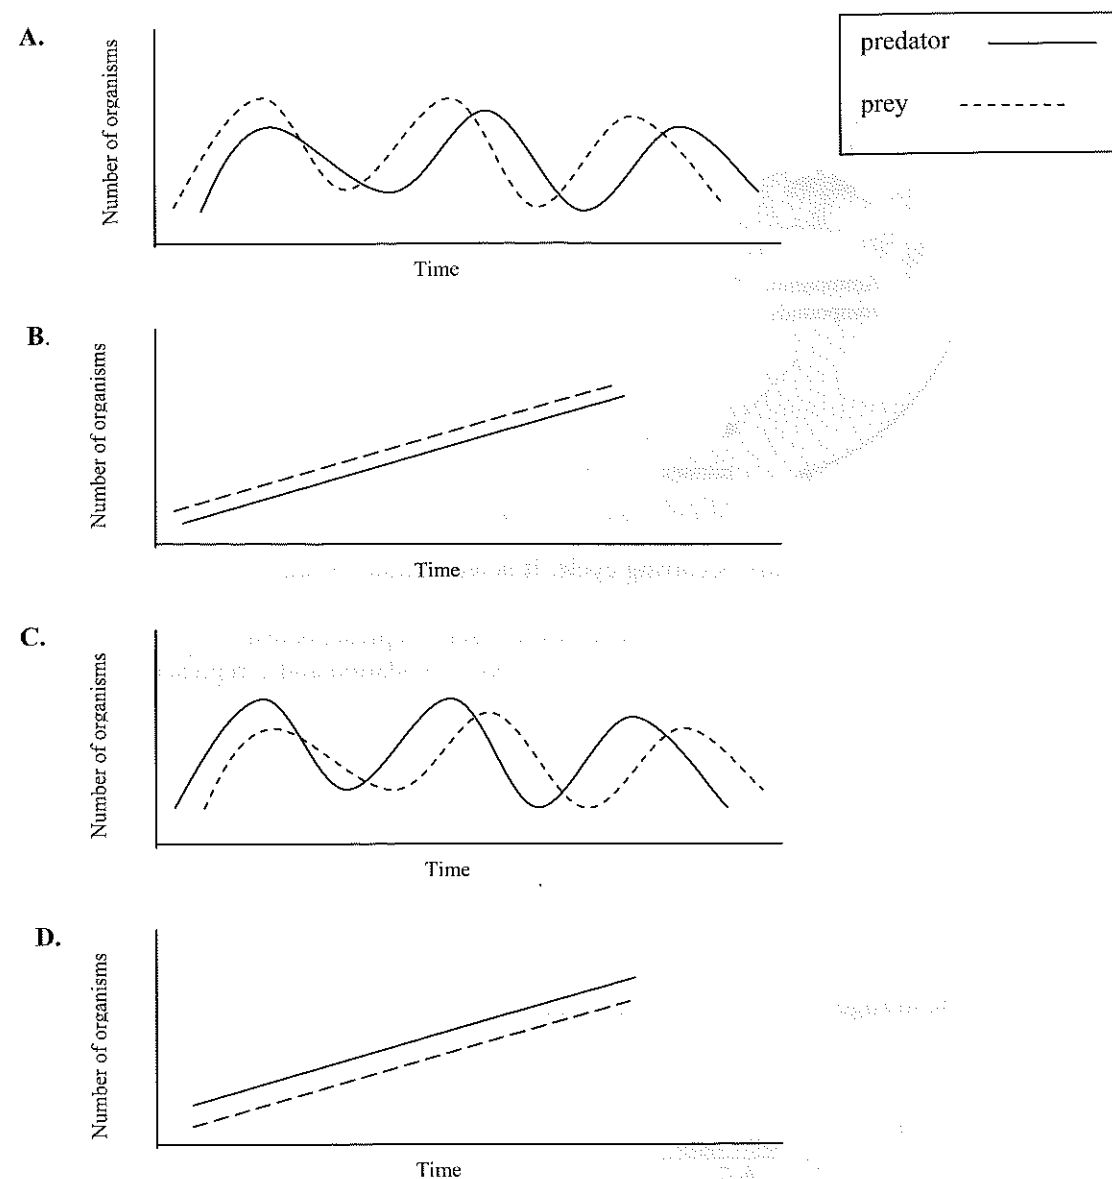 A.
Number of organisms
Time
predator
prey
B.
Number of organisms
Time
C.
Number of organisms
Time
D.
Number of organisms
Time